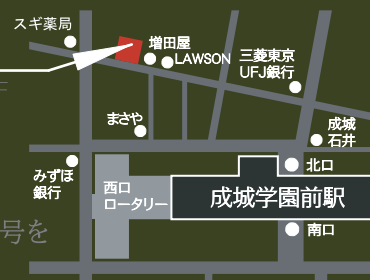 スギ薬局
増田屋
LAWSON
三菱東京
UFJ銀行
まさや
成城
石井
みずほ
銀行
西口
ロータリー
北口
成城学園前駅
南口
号を